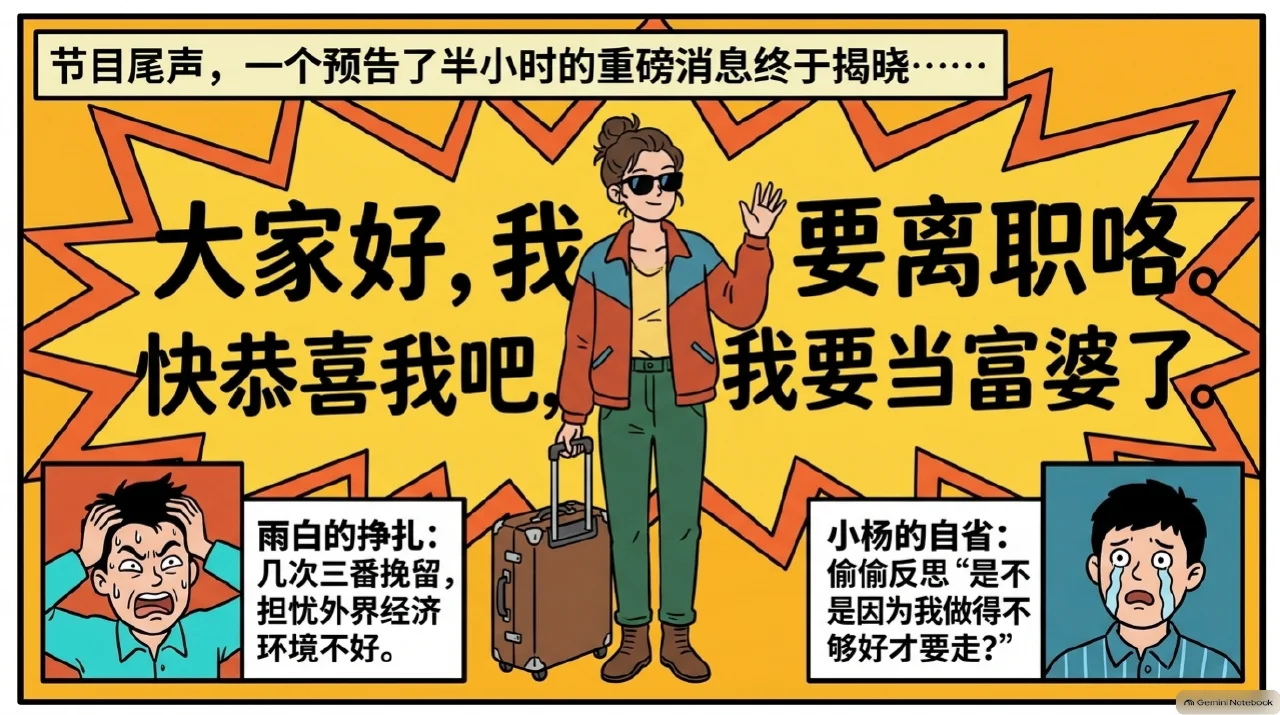 节目尾声，一个预告了半小时的重磅消息终于揭晓……
大家好，我要离职咯。
快恭喜我吧，我要当富婆了。
雨白的挣扎：
几次三番挽留，
担忧外界经济
环境不好。
小杨的自省：
偷偷反思“是不
是因为我做得不
够好才要走？”
Gemini Notebook